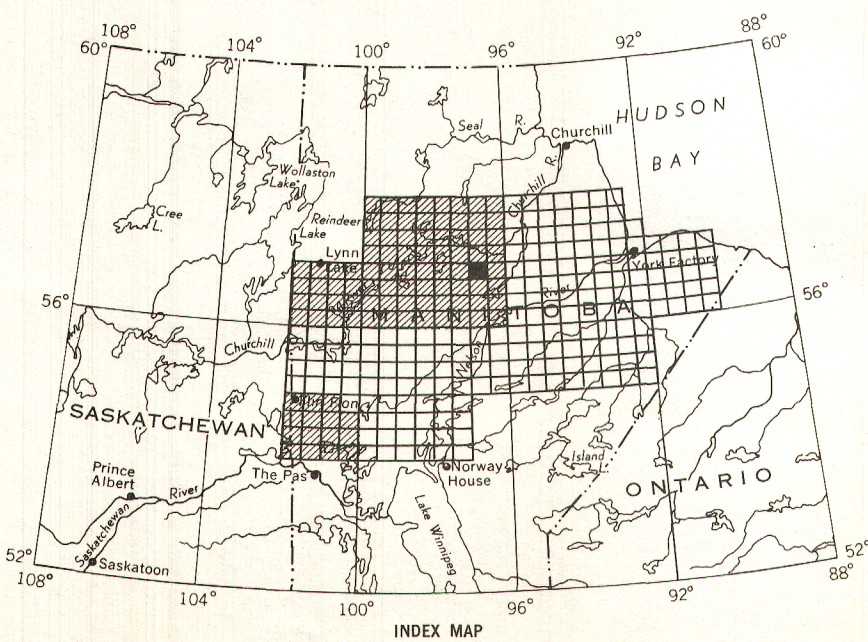 108°
104°
100°
96°
92°
88°
60°
60°
HUDSON
BAY
Seal R.
Churchill
Churchill R.
Wollaston
Lake
Cree
L.
Reindeer
Lake
Lynn
Lake
York Factory
River
MANITOBA
56°
56°
Churchill
Nelson
Flin Flon
SASKATCHEWAN
Prince
Albert
River
The Pas
Norway
House
Island
ONTARIO
Saskatchewan
Saskatoon
Lake Winnipeg
52°
52°
108°
104°
100°
96°
92°
88°
INDEX MAP